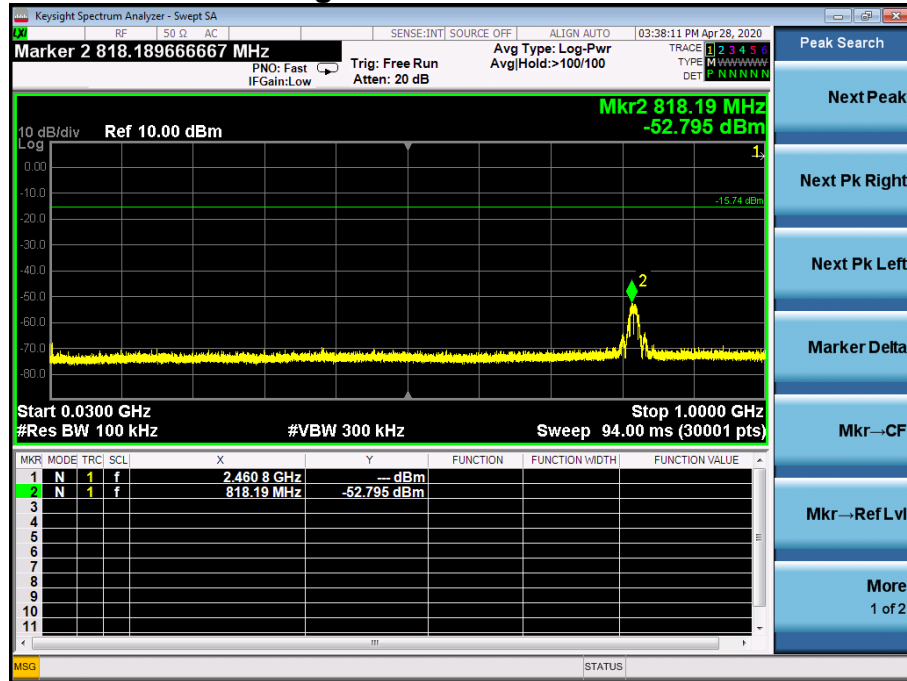 Keysight Spectrum Analyzer - Swept SA
LXI RF 50 Ω AC SENSE:INT SOURCE OFF ALIGN AUTO 03:38:11 PM Apr 28, 2020
Marker 2 818.189666667 MHz
PNO: Fast
IFGain:Low
Trig: Free Run
Atten: 20 dB
Avg Type: Log-Pwr
Avg|Hold:>100/100
TRACE 1 2 3 4 5 6
TYPE M W W W W W
DET P N N N N N
Mkr2 818.19 MHz
-52.795 dBm
10 dB/div Ref 10.00 dBm
Log
1
0.00
-10.0
-15.74 dBm
-20.0
-30.0
-40.0
2
-50.0
-60.0
-70.0
-80.0
Start 0.0300 GHz Stop 1.0000 GHz
#Res BW 100 kHz #VBW 300 kHz Sweep 94.00 ms (30001 pts)
MKR MODE TRC SCL X Y FUNCTION FUNCTION WIDTH FUNCTION VALUE
1 N 1 f 2.460 8 GHz --- dBm
2 N 1 f 818.19 MHz -52.795 dBm
3
4
5
6
7
8
9
10
11
MSG STATUS
Peak Search
Next Peak
Next Pk Right
Next Pk Left
Marker Delta
Mkr→CF
Mkr→Ref Lvl
More
1 of 2